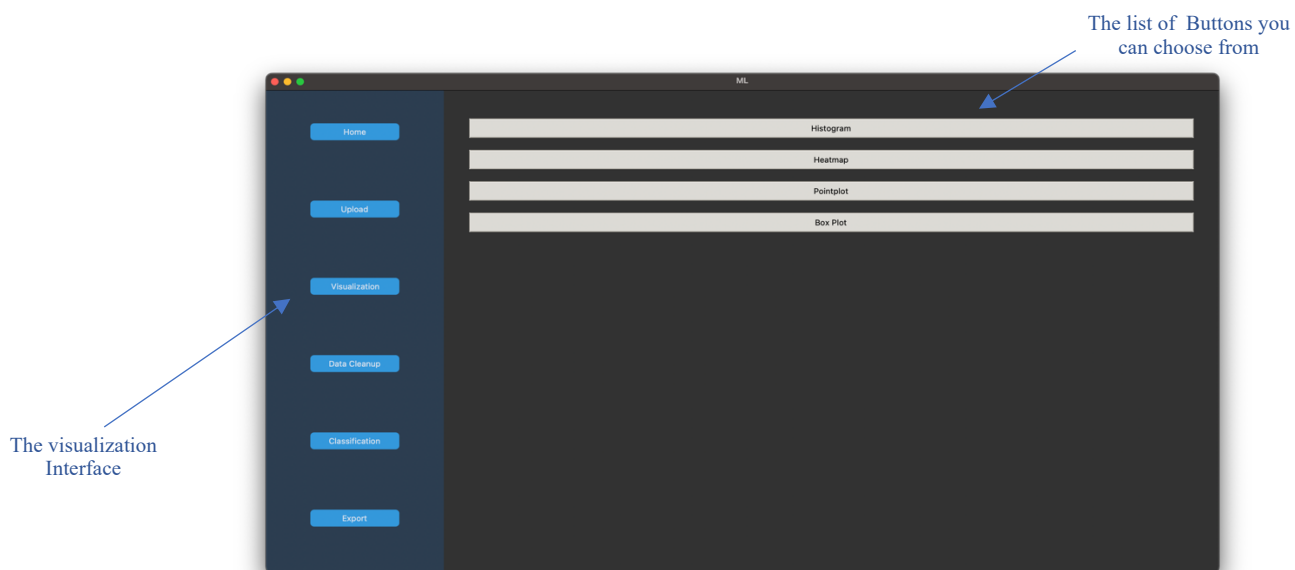 The list of Buttons you
can choose from
ML
Home
Upload
Visualization
Data Cleanup
Classification
Export
Histogram
Heatmap
Pointplot
Box Plot
The visualization
Interface